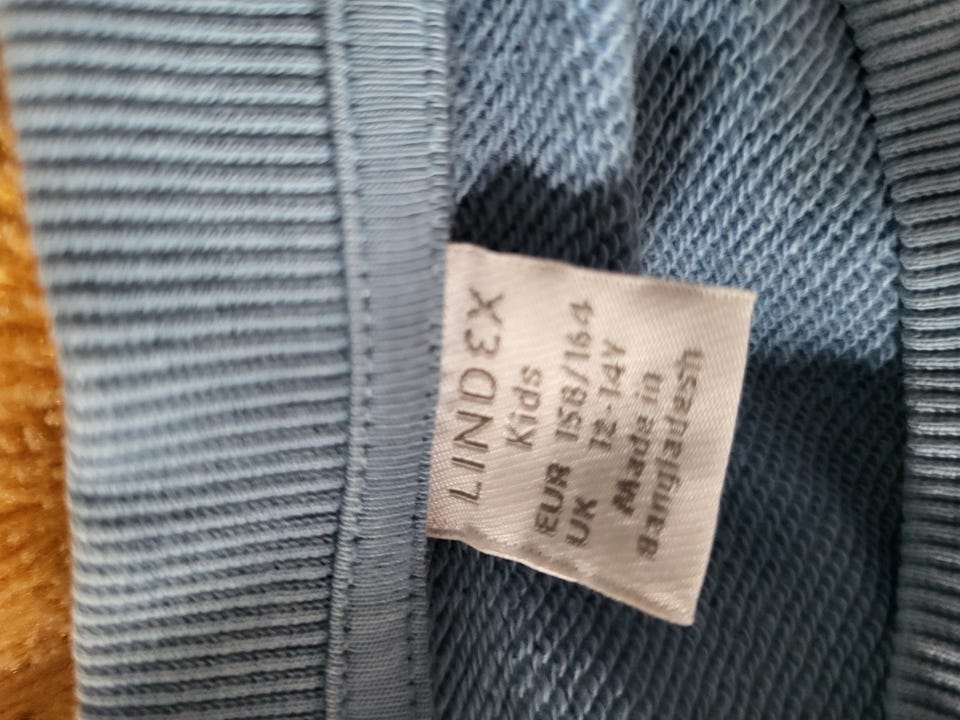 LINDEX
Kids
EUR 158/164
UK 12-14Y
Made in
Bangladesh